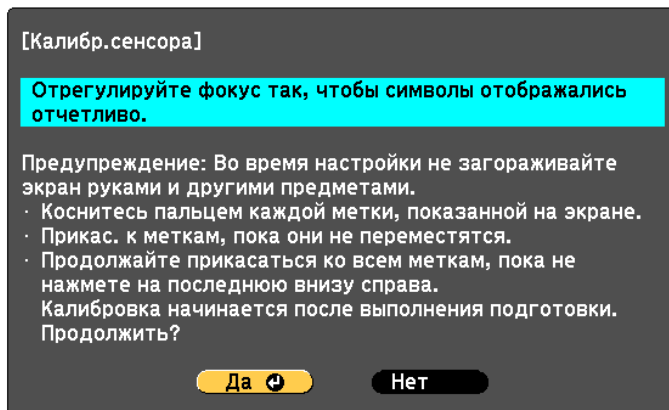 [Калибр.сенсора]
Отрегулируйте фокус так, чтобы символы отображались
отчетливо.
Предупреждение: Во время настройки не загораживайте
экран руками и другими предметами.
· Коснитесь пальцем каждой метки, показанной на экране.
· Прикас. к меткам, пока они не переместятся.
· Продолжайте прикасаться ко всем меткам, пока не
нажмете на последнюю внизу справа.
Калибровка начинается после выполнения подготовки.
Продолжить?
Да Нет